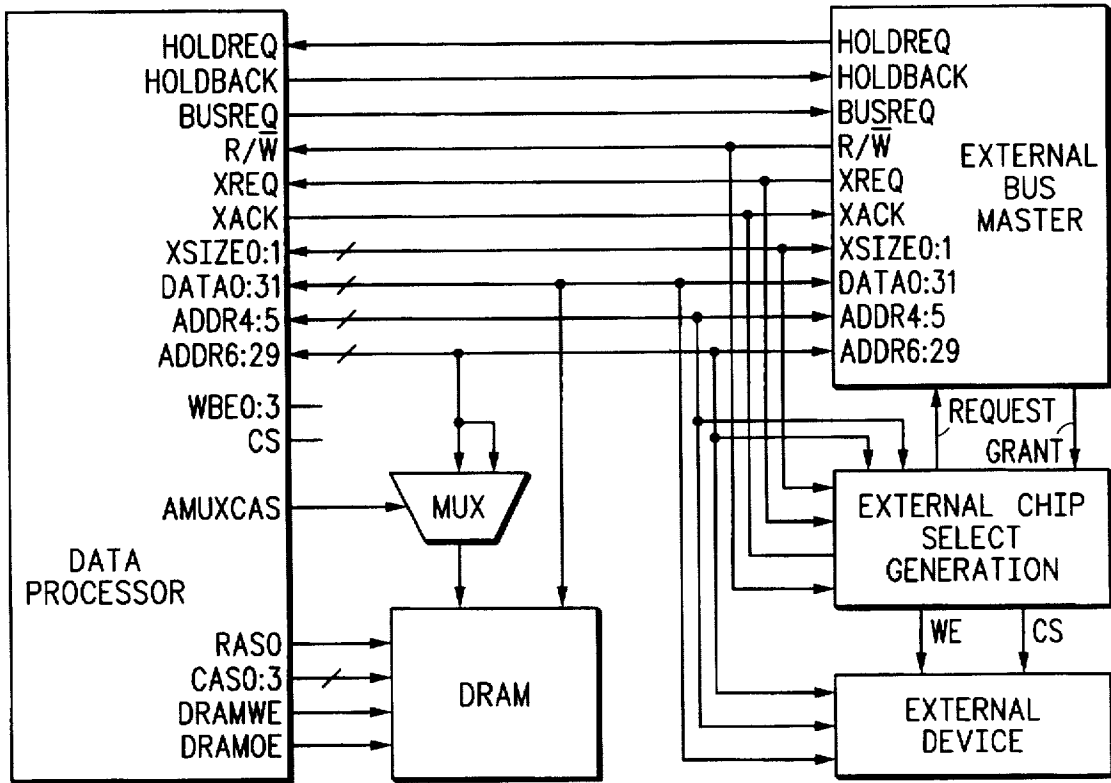 HOLDREQ
HOLDBACK
BUSREQ
R/W̅
XREQ
XACK
XSIZE0:1
DATA0:31
ADDR4:5
ADDR6:29
WBE0:3
CS
AMUXCAS
DATA
PROCESSOR
RAS0
CAS0:3
DRAMWE
DRAMOE
MUX
DRAM
HOLDREQ
HOLDBACK
BUSREQ
R/W̅
XREQ
XACK
XSIZE0:1
DATA0:31
ADDR4:5
ADDR6:29
EXTERNAL
BUS
MASTER
REQUEST
GRANT
EXTERNAL CHIP
SELECT
GENERATION
WE
CS
EXTERNAL
DEVICE